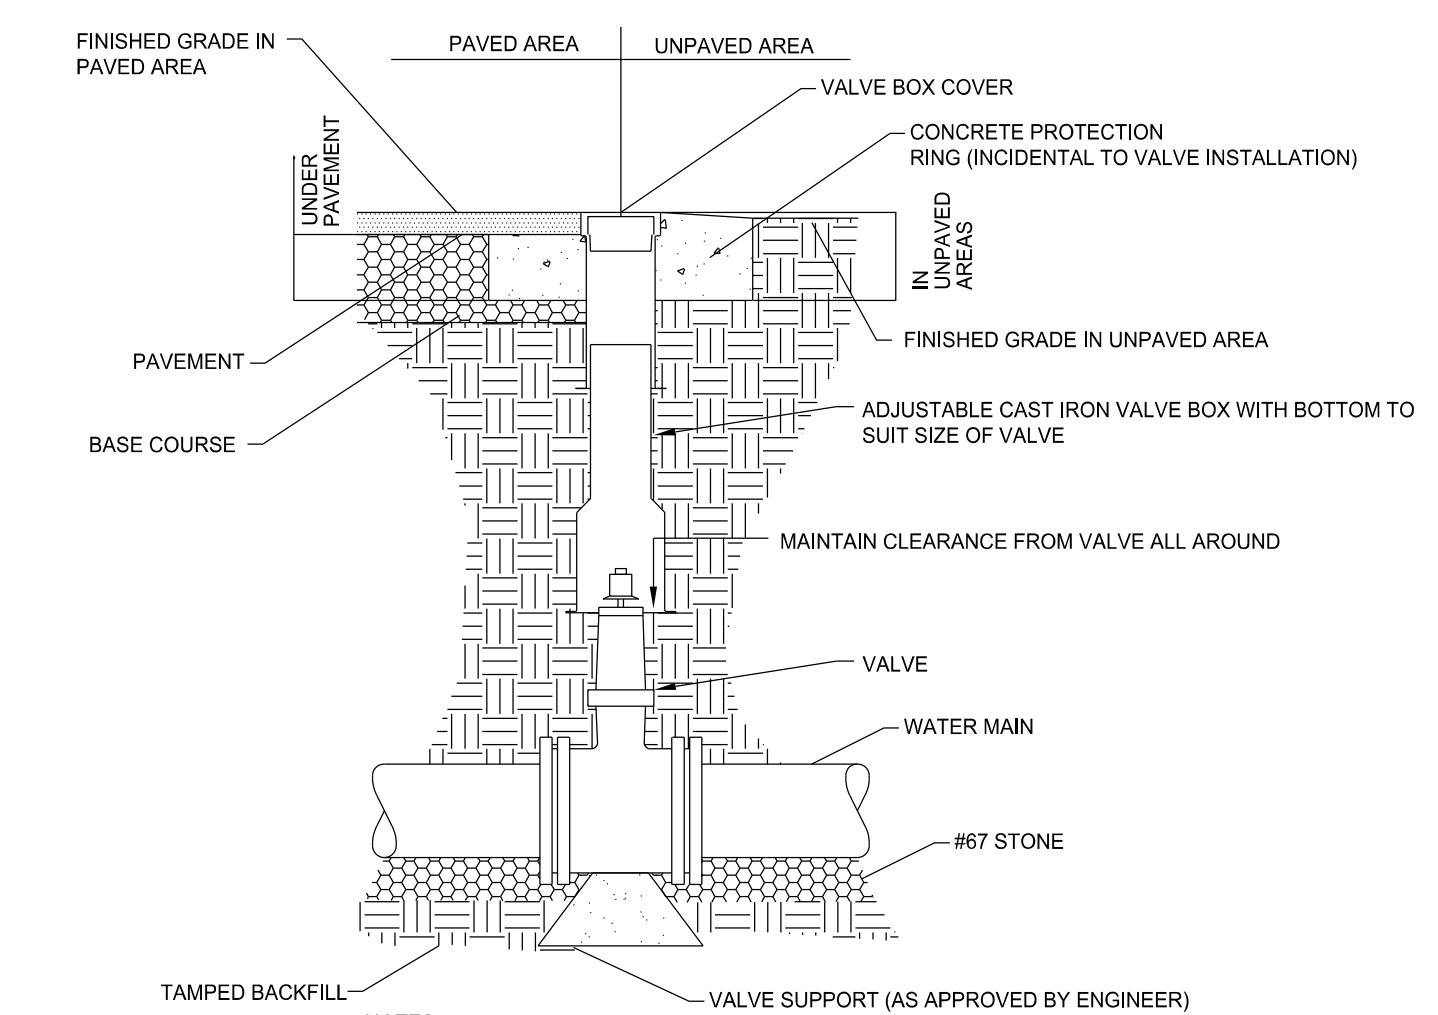 FINISHED GRADE IN
PAVED AREA
PAVED AREA
UNPAVED AREA
VALVE BOX COVER
CONCRETE PROTECTION
RING (INCIDENTAL TO VALVE INSTALLATION)
UNDER
PAVEMENT
IN
UNPAVED
AREAS
FINISHED GRADE IN UNPAVED AREA
PAVEMENT
ADJUSTABLE CAST IRON VALVE BOX WITH BOTTOM TO
SUIT SIZE OF VALVE
BASE COURSE
MAINTAIN CLEARANCE FROM VALVE ALL AROUND
VALVE
WATER MAIN
#67 STONE
TAMPED BACKFILL
VALVE SUPPORT (AS APPROVED BY ENGINEER)